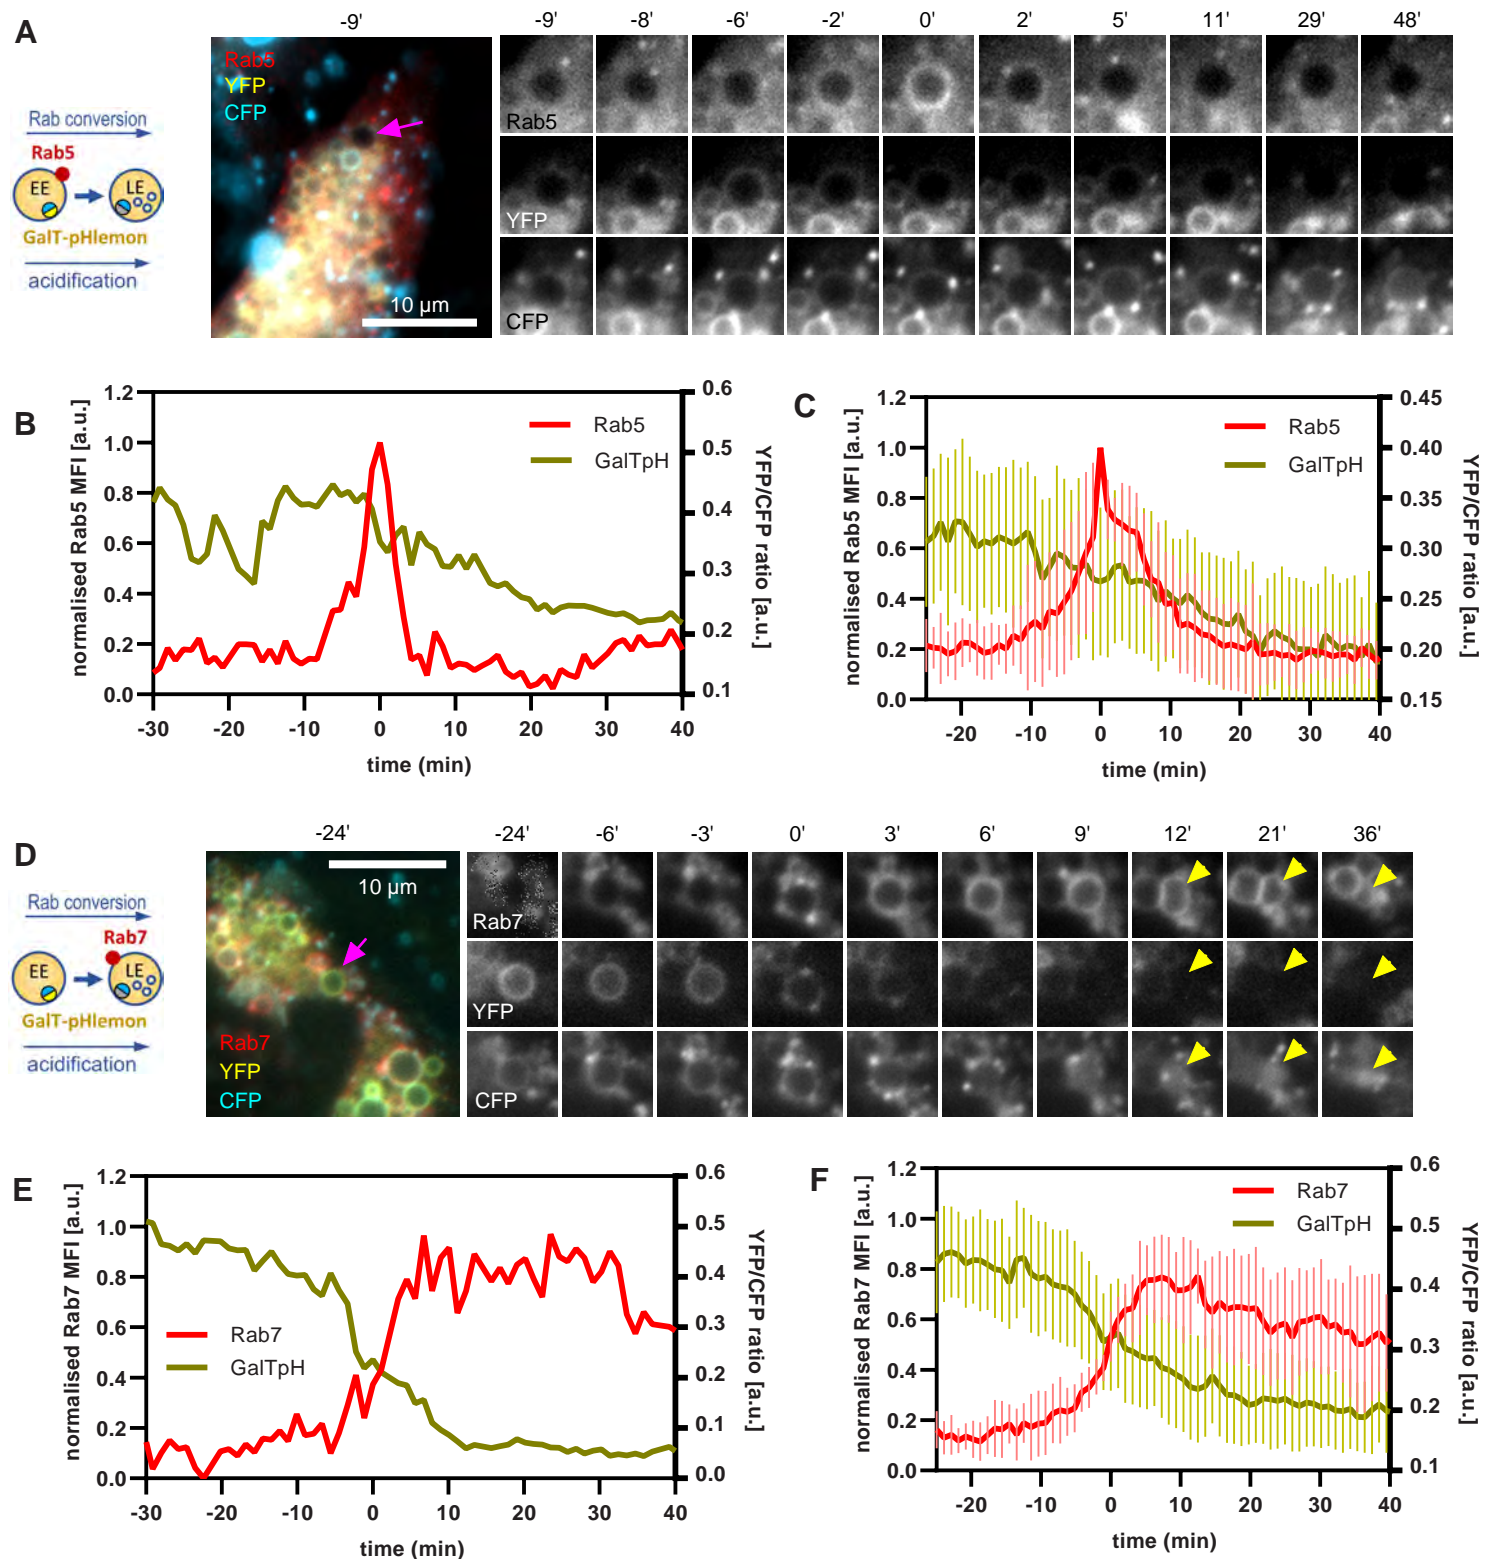 A
-9'
-9' -8' -6' -2' 0' 2' 5' 11' 29' 48'
Rab5
YFP
CFP
Rab conversion
Rab5
EE
LE
GalT-pHlemon
acidification
10 µm
Rab5
YFP
CFP
B
normalised Rab5 MFI [a.u.]
1.2
1.0
0.8
0.6
0.4
0.2
0.0
Rab5
GalTpH
0.6
0.5
0.4
0.3
0.2
0.1
YFP/CFP ratio [a.u.]
-30 -20 -10 0 10 20 30 40
time (min)
C
normalised Rab5 MFI [a.u.]
1.2
1.0
0.8
0.6
0.4
0.2
0.0
Rab5
GalTpH
0.45
0.40
0.35
0.30
0.25
0.20
0.15
YFP/CFP ratio [a.u.]
-20 -10 0 10 20 30 40
time (min)
D
-24'
-24' -6' -3' 0' 3' 6' 9' 12' 21' 36'
10 µm
Rab conversion
Rab7
EE
LE
GalT-pHlemon
acidification
Rab7
YFP
CFP
Rab7
YFP
CFP
E
normalised Rab7 MFI [a.u.]
1.2
1.0
0.8
0.6
0.4
0.2
0.0
Rab7
GalTpH
0.6
0.5
0.4
0.3
0.2
0.1
0.0
YFP/CFP ratio [a.u.]
-30 -20 -10 0 10 20 30 40
time (min)
F
normalised Rab7 MFI [a.u.]
1.2
1.0
0.8
0.6
0.4
0.2
0.0
Rab7
GalTpH
0.6
0.5
0.4
0.3
0.2
0.1
YFP/CFP ratio [a.u.]
-20 -10 0 10 20 30 40
time (min)